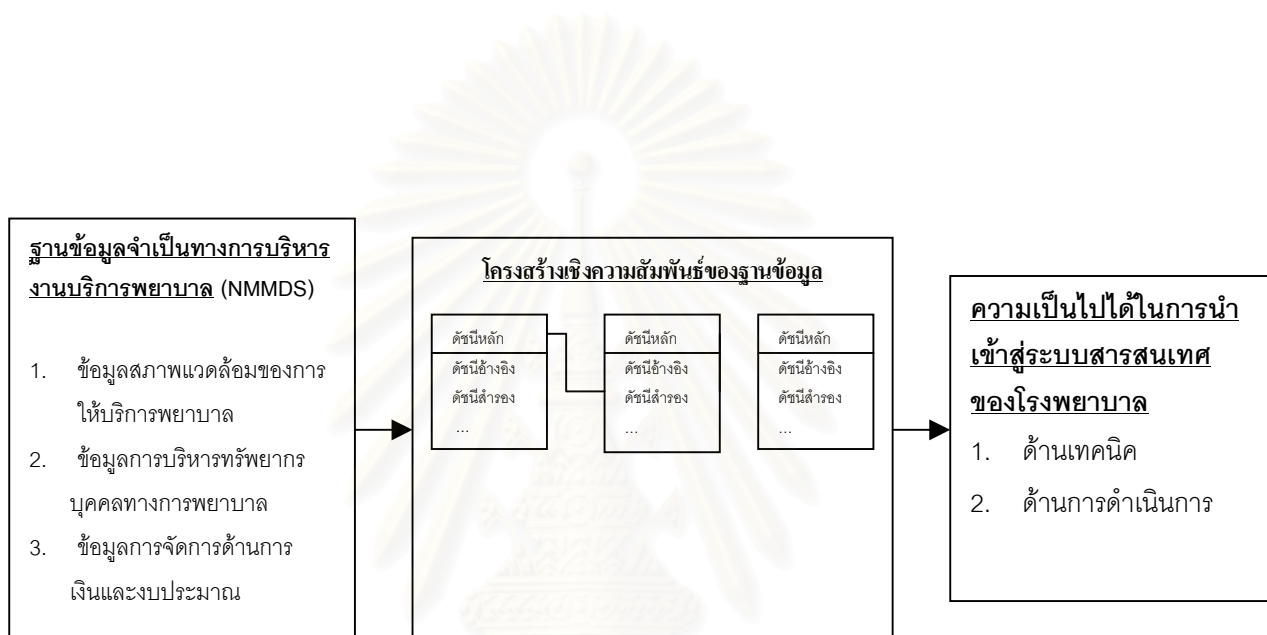 ฐานข้อมูลจำเป็นทางการบริหาร
งานบริการพยาบาล (NMMDS)
1. ข้อมูลสภาพแวดล้อมของการ
ให้บริการพยาบาล
2. ข้อมูลการบริหารทรัพยากร
บุคคลทางการพยาบาล
3. ข้อมูลการจัดการด้านการ
เงินและงบประมาณ
โครงสร้างเชิงความสัมพันธ์ของฐานข้อมูล
ดัชนีหลัก
ดัชนีอ้างอิง
ดัชนีสำรอง
...
ดัชนีหลัก
ดัชนีอ้างอิง
ดัชนีสำรอง
...
ดัชนีหลัก
ดัชนีอ้างอิง
ดัชนีสำรอง
...
ความเป็นไปได้ในการนำ
เข้าสู่ระบบสารสนเทศ
ของโรงพยาบาล
1. ด้านเทคนิค
2. ด้านการดำเนินการ